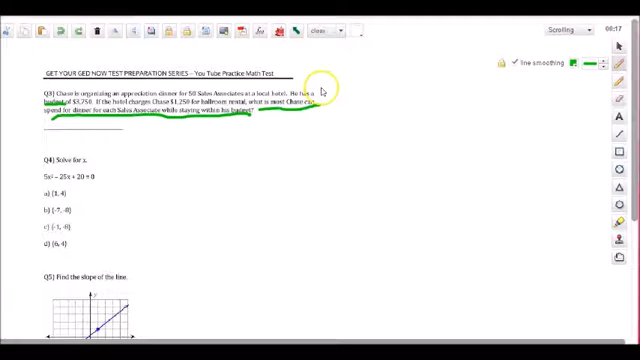 Scrolling
08:17
clean
line smoothing
GET YOUR GED NOW TEST PREPARATION SERIES – You Tube Practice Math Test
Q3) Chase is organizing an appreciation dinner for 50 Sales Associates at a local hotel. He has a
budget of $3,750. If the hotel charges Chase $1,250 for ballroom rental, what is most Chase can
spend for dinner for each Sales Associate while staying within his budget?
Q4) Solve for x.
5x² – 25x + 20 = 0
a) {1, 4}
b) {-7, -8}
c) {-1, -8}
d) {6, 4}
Q5) Find the slope of the line.
y